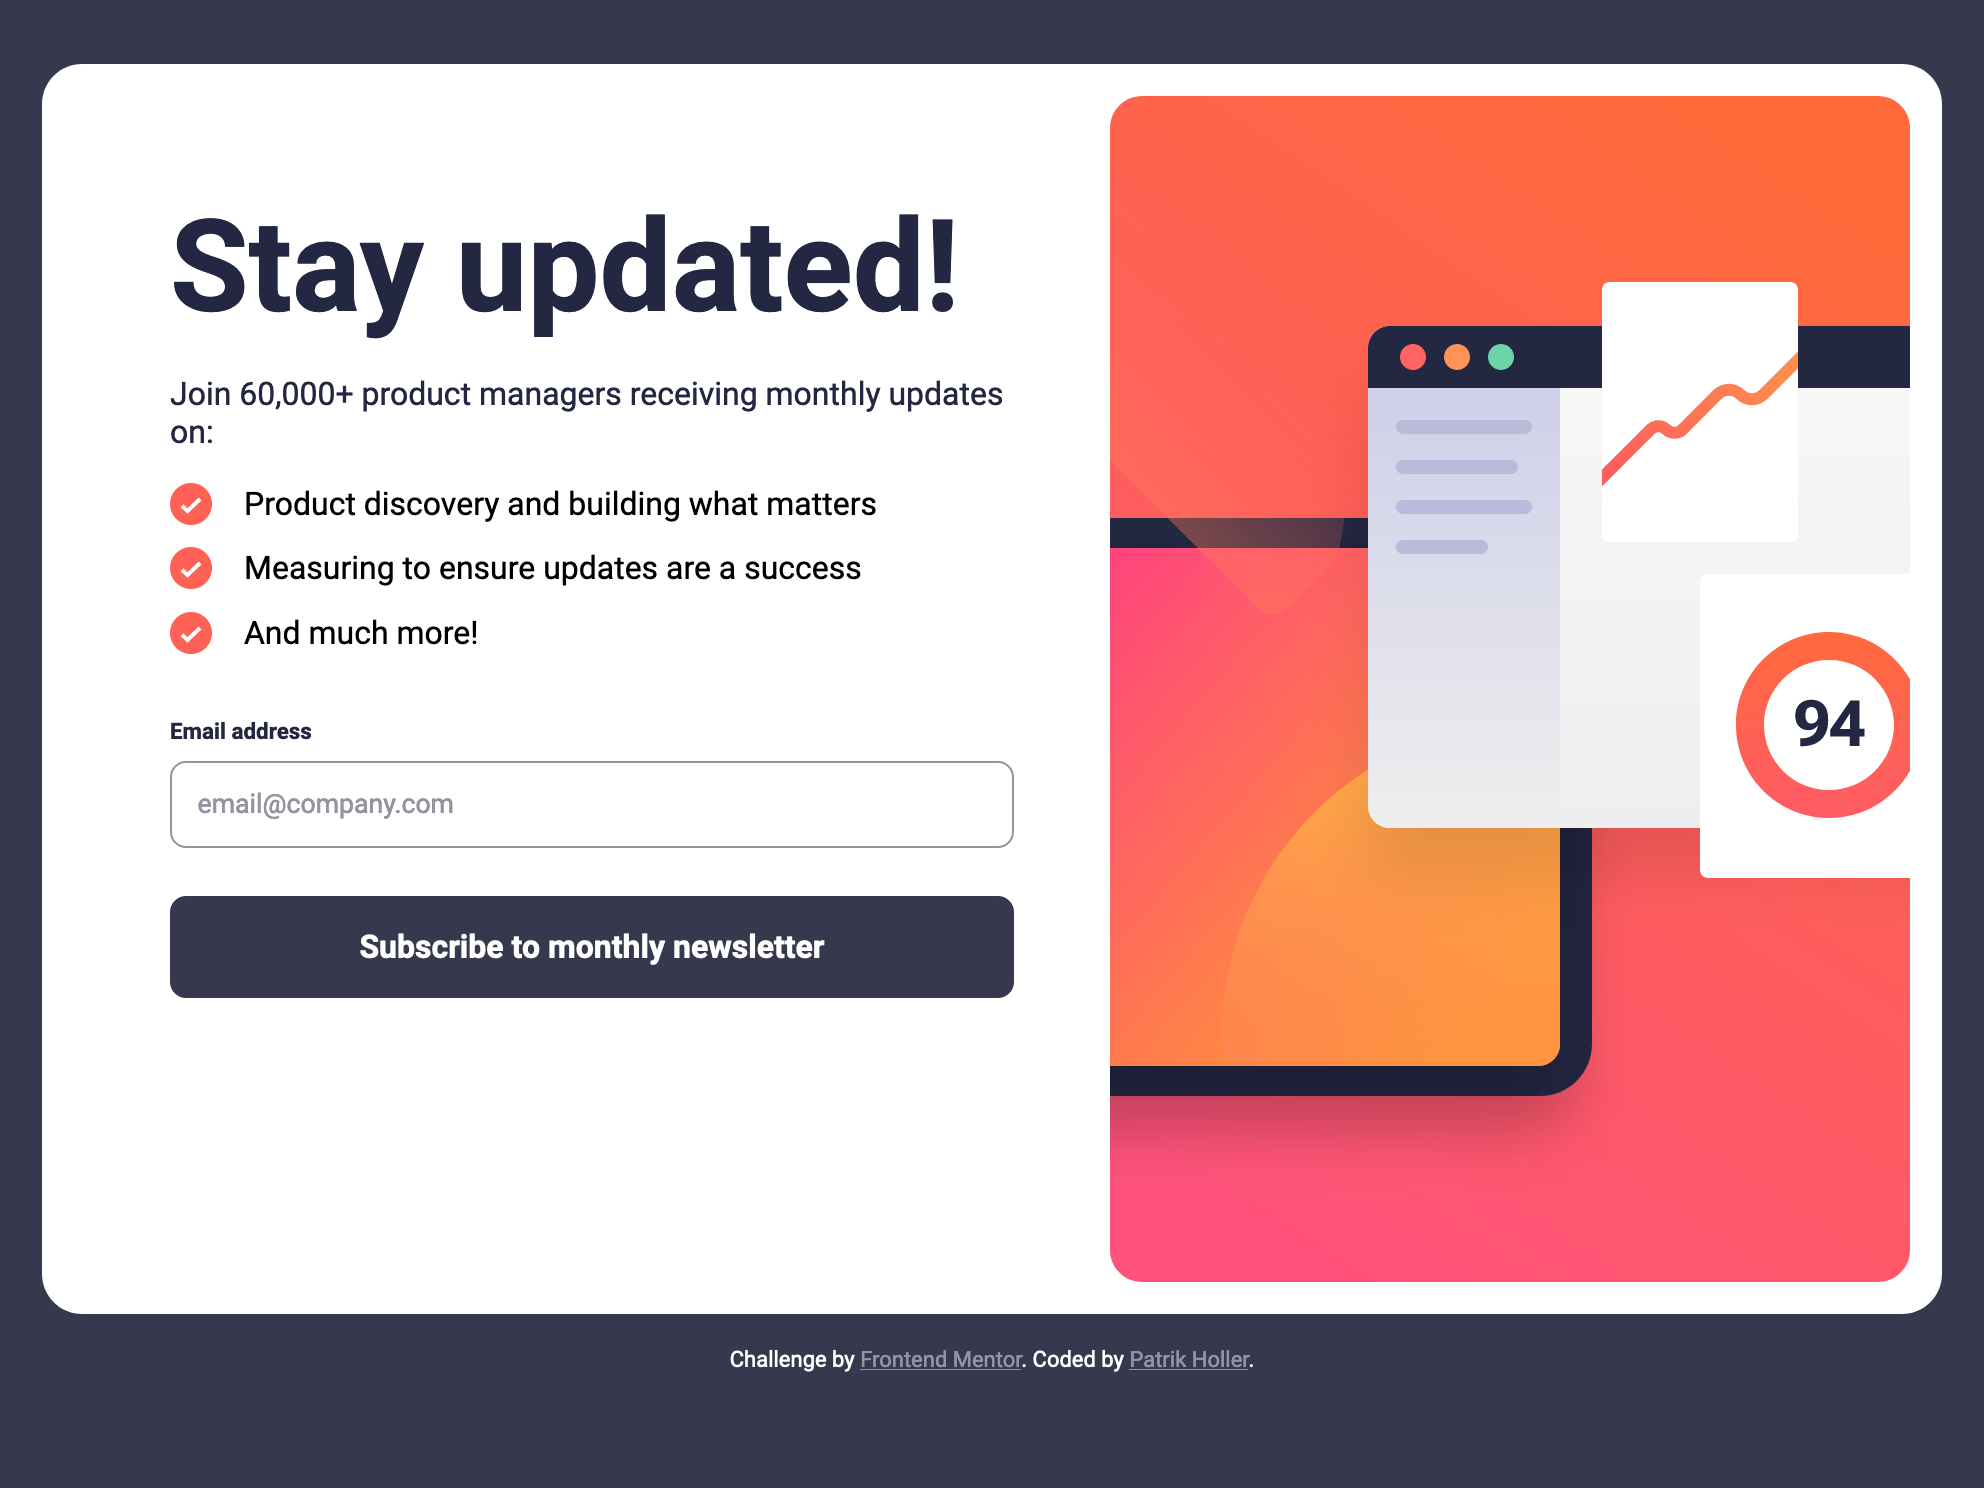 Stay updated!
Join 60,000+ product managers receiving monthly updates
on:
Product discovery and building what matters
Measuring to ensure updates are a success
And much more!
Email address
email@company.com
Subscribe to monthly newsletter
94
Challenge by Frontend Mentor. Coded by Patrik Holler.